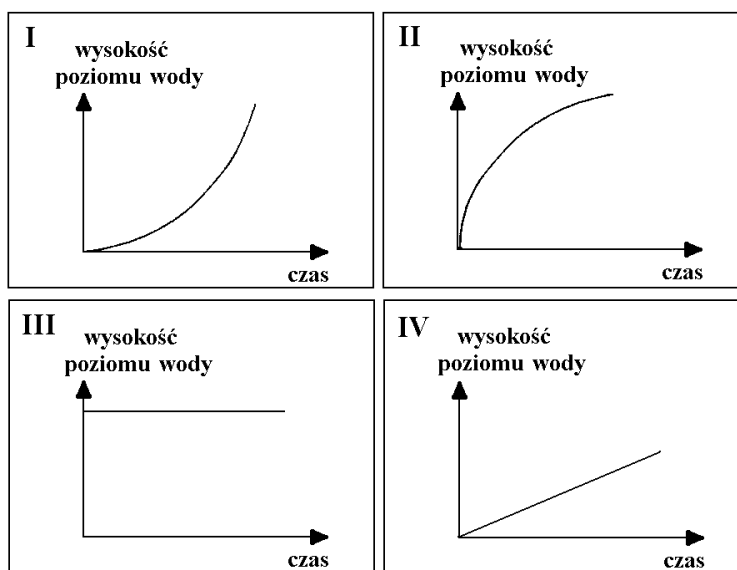 I
wysokość
poziomu wody
czas
II
wysokość
poziomu wody
czas
III
wysokość
poziomu wody
czas
IV
wysokość
poziomu wody
czas